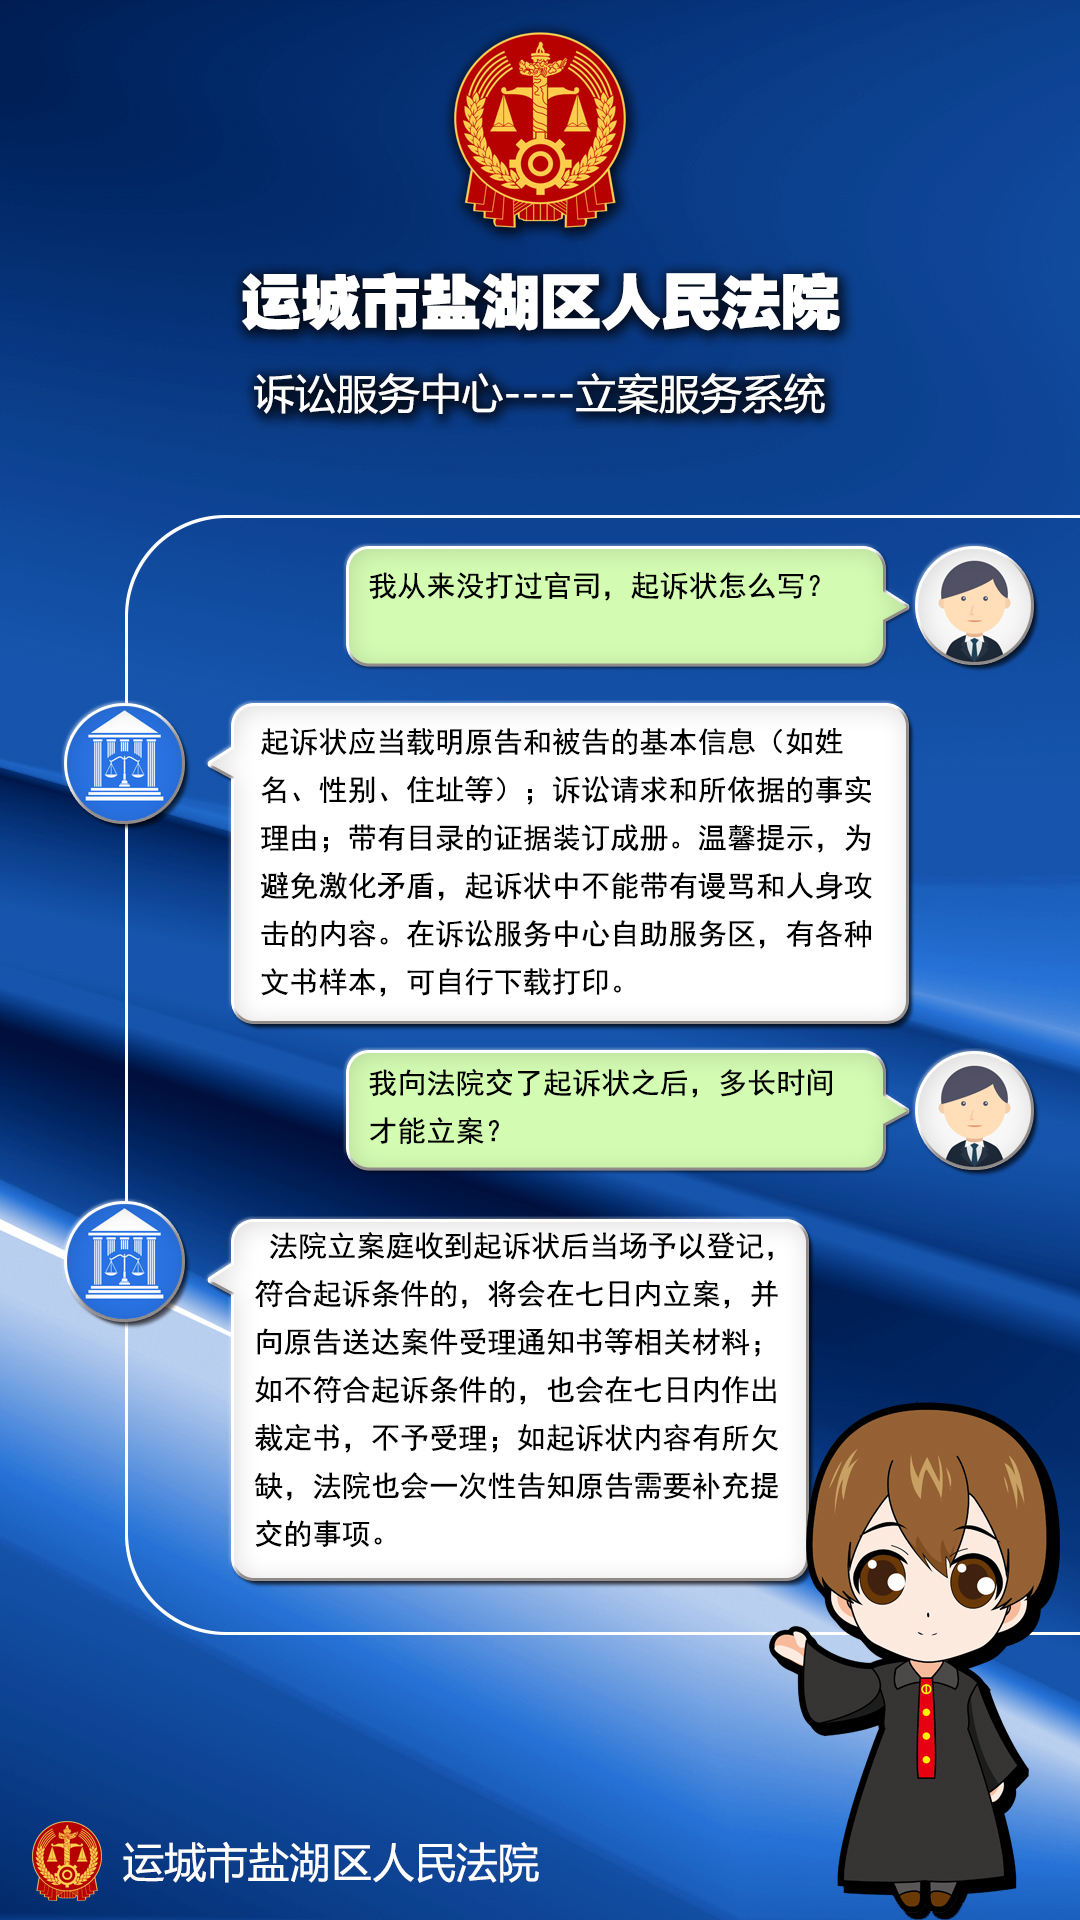 运城市盐湖区人民法院
诉讼服务中心----立案服务系统
我从来没打过官司，起诉状怎么写？
起诉状应当载明原告和被告的基本信息（如姓
名、性别、住址等）；诉讼请求和所依据的事实
理由；带有目录的证据装订成册。温馨提示，为
避免激化矛盾，起诉状中不能带有谩骂和人身攻
击的内容。在诉讼服务中心自助服务区，有各种
文书样本，可自行下载打印。
我向法院交了起诉状之后，多长时间
才能立案？
法院立案庭收到起诉状后当场予以登记，
符合起诉条件的，将会在七日内立案，并
向原告送达案件受理通知书等相关材料；
如不符合起诉条件的，也会在七日内作出
裁定书，不予受理；如起诉状内容有所欠
缺，法院也会一次性告知原告需要补充提
交的事项。
运城市盐湖区人民法院